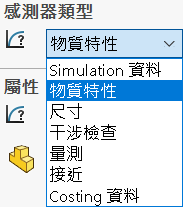 感測器類型
物質特性
屬性
Simulation 資料
物質特性
尺寸
干涉檢查
量測
接近
Costing 資料